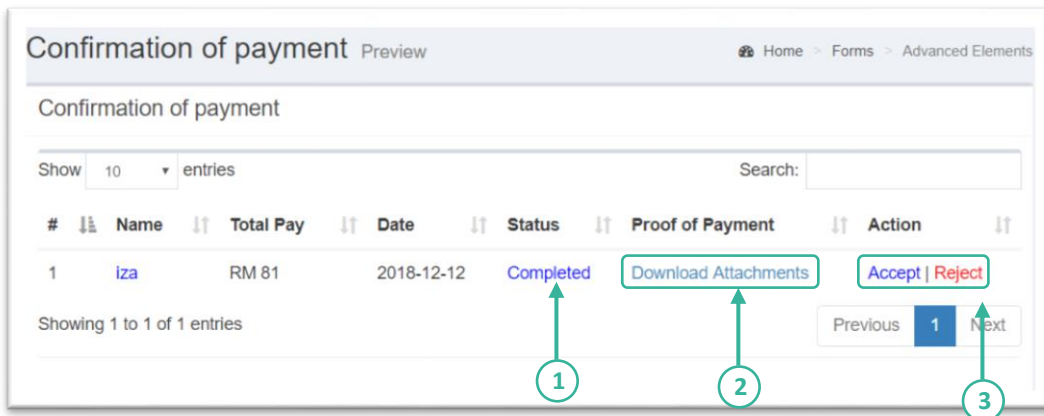 Confirmation of payment Preview Home > Forms > Advanced Elements
Confirmation of payment
Show 10 entries Search:
# Name Total Pay Date Status Proof of Payment Action
1 iza RM 81 2018-12-12 Completed Download Attachments Accept | Reject
Showing 1 to 1 of 1 entries Previous 1 Next
1 2 3